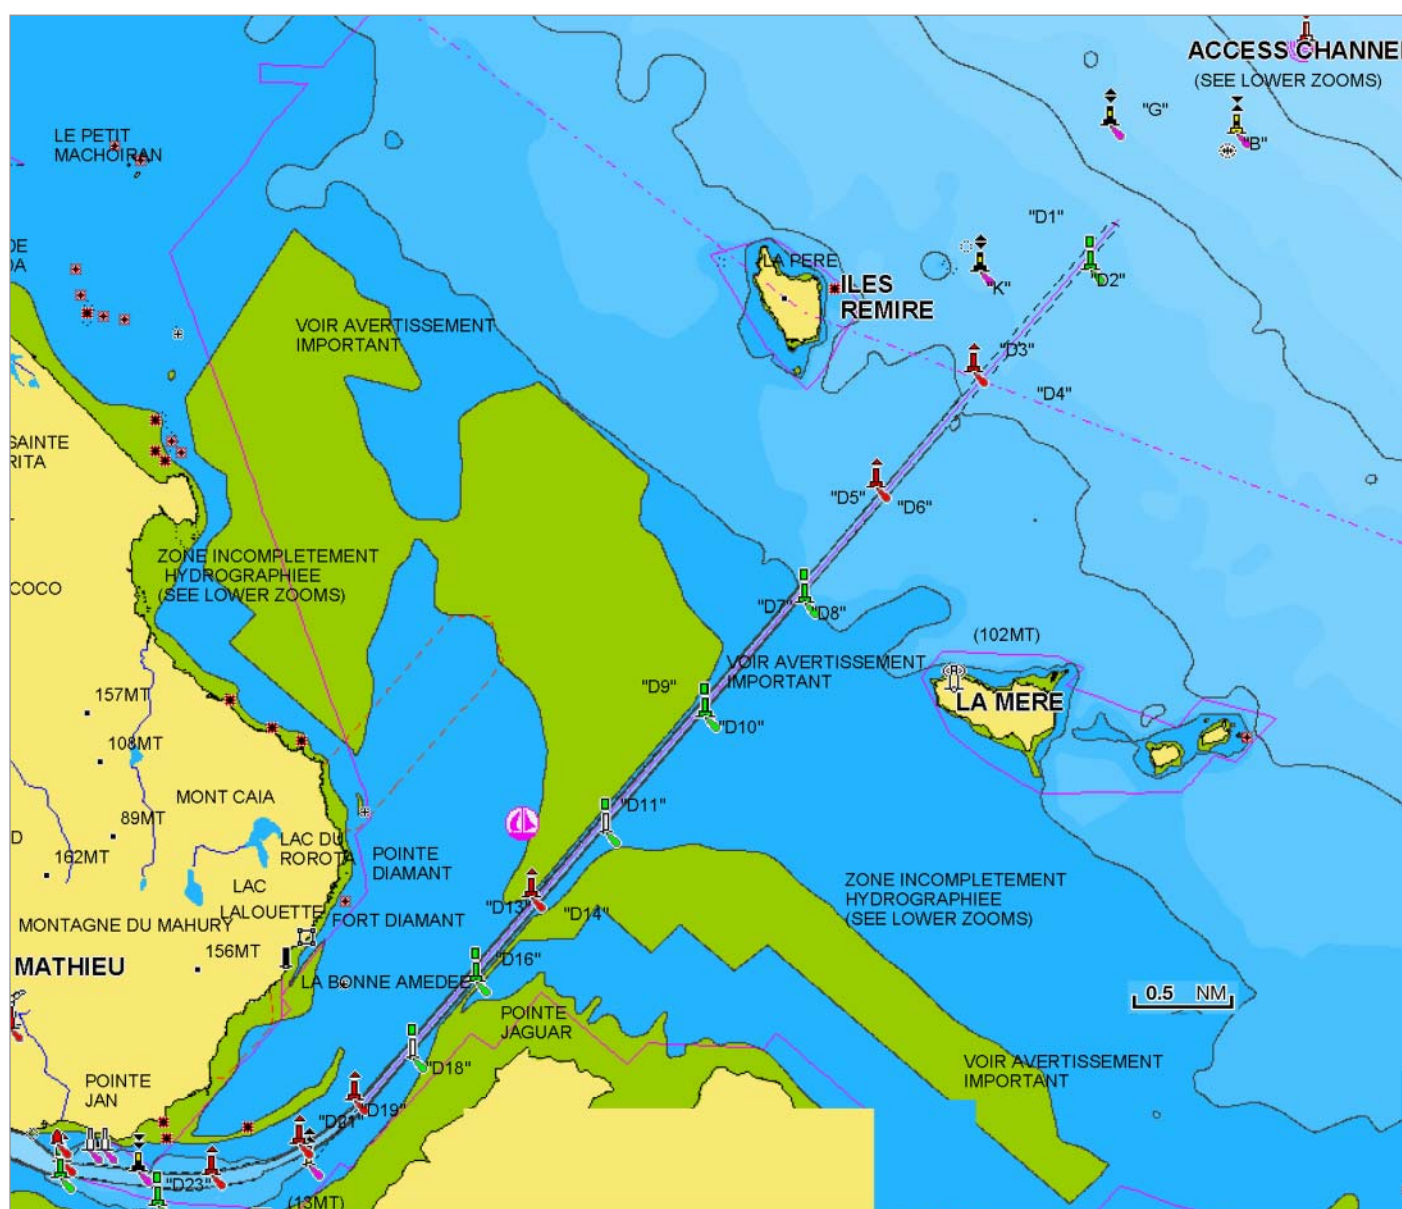 ACCESS CHANNE
(SEE LOWER ZOOMS)
"G"
"B"
LE PETIT
MACHOIRAN
"D1"
DE
DA
LA PERE
"K"
"D2"
ILES
REMIRE
VOIR AVERTISSEMENT
IMPORTANT
"D3"
"D4"
SAINTE
RITA
"D5"
"D6"
ZONE INCOMPLETEMENT
HYDROGRAPHIEE
(SEE LOWER ZOOMS)
COCO
"D7"
"D8"
(102MT)
VOIR AVERTISSEMENT
IMPORTANT
"D9"
157MT
LA MERE
"D10"
108MT
MONT CAIA
"D11"
89MT
D
LAC DU
ROROTA
POINTE
DIAMANT
162MT
LAC
LALOUETTE
ZONE INCOMPLETEMENT
HYDROGRAPHIEE
(SEE LOWER ZOOMS)
"D13"
"D14"
MONTAGNE DU MAHURY
FORT DIAMANT
156MT
"D16"
MATHIEU
LA BONNE AMEDEE
0.5 NM
POINTE
JAGUAR
"D18"
VOIR AVERTISSEMENT
IMPORTANT
POINTE
JAN
"D19"
"D21"
"D23"
(13MT)